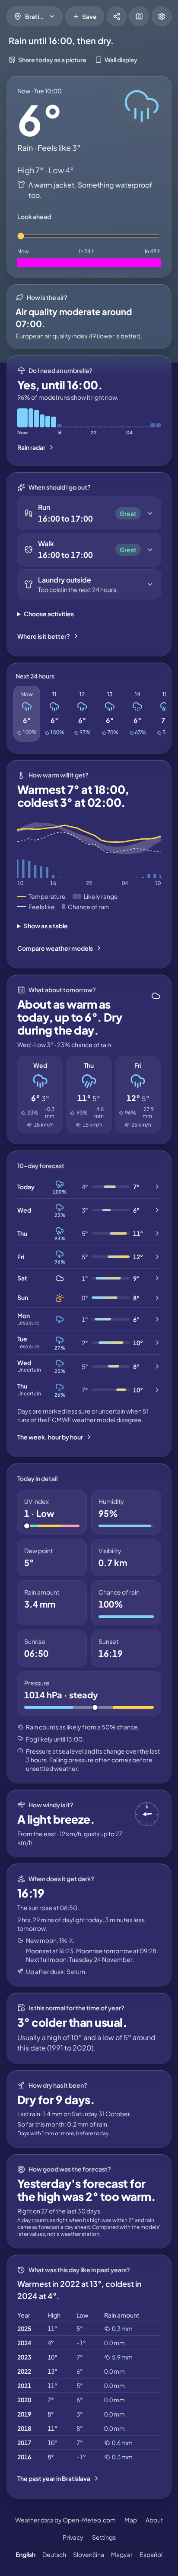 Brati...
Save
Rain until 16:00, then dry.
Share today as a picture
Wall display
Now · Tue 10:00
6°
Rain · Feels like 3°
High 7° · Low 4°
A warm jacket. Something waterproof
too.
Look ahead
Now
in 24 h
in 48 h
How is the air?
Air quality moderate around
07:00.
European air quality index 49 (lower is better).
Do I need an umbrella?
Yes, until 16:00.
96% of model runs show it right now.
Now
16
22
04
Rain radar
When should I go out?
Run
16:00 to 17:00
Great
Walk
16:00 to 17:00
Great
Laundry outside
Too cold in the next 24 hours.
Choose activities
Where is it better?
Next 24 hours
Now 11 12 13 14
6° 6° 6° 6° 6°
100% 100% 93% 70% 63%
How warm will it get?
Warmest 7° at 18:00,
coldest 3° at 02:00.
10 16 22 04 10
Temperature
Likely range
Feels like
Chance of rain
Show as a table
Compare weather models
What about tomorrow?
About as warm as
today, up to 6°. Dry
during the day.
Wed · Low 3° · 23% chance of rain
Wed Thu Fri
6° 3° 11° 5° 12° 5°
23% 0.3 mm 93% 4.6 mm 96% 27.9 mm
18 km/h 15 km/h 25 km/h
10-day forecast
Today 100% 4° 7°
Wed 23% 3° 6°
Thu 93% 5° 11°
Fri 96% 5° 12°
Sat 1° 9°
Sun 0° 8°
Mon
Less sure
1° 6°
Tue
Less sure
27% 2° 10°
Wed
Uncertain
25% 5° 8°
Thu
Uncertain
26% 7° 10°
Days are marked less sure or uncertain when 51
runs of the ECMWF weather model disagree.
The week, hour by hour
Today in detail
UV index
1 · Low
Humidity
95%
Dew point
5°
Visibility
0.7 km
Rain amount
3.4 mm
Chance of rain
100%
Sunrise
06:50
Sunset
16:19
Pressure
1014 hPa · steady
Rain counts as likely from a 50% chance.
Fog likely until 13:00.
Pressure at sea level and its change over the last
3 hours. Falling pressure often comes before
unsettled weather.
How windy is it?
A light breeze.
From the east · 12 km/h, gusts up to 27
km/h
When does it get dark?
16:19
The sun rose at 06:50.
9 hrs, 29 mins of daylight today, 3 minutes less
tomorrow.
New moon, 1% lit.
Moonset at 16:23. Moonrise tomorrow at 09:28.
Next full moon: Tuesday 24 November.
Up after dusk: Saturn.
Is this normal for the time of year?
3° colder than usual.
Usually a high of 10° and a low of 5° around
this date (1991 to 2020).
How dry has it been?
Dry for 9 days.
Last rain: 1.4 mm on Saturday 31 October.
So far this month: 0.2 mm of rain.
Days with 1 mm or more, before today.
How good was the forecast?
Yesterday's forecast for
the high was 2° too warm.
Right on 27 of the last 30 days.
A day counts as right when its high was within 2° and rain
came as forecast a day ahead. Compared with the models'
later values, not a weather station.
What was this day like in past years?
Warmest in 2022 at 13°, coldest in
2024 at 4°.
Year High Low Rain amount
2025 11° 5° 0.3 mm
2024 4° -1° 0.0 mm
2023 10° 7° 5.9 mm
2022 13° 6° 0.0 mm
2021 11° 5° 0.0 mm
2020 7° 6° 0.0 mm
2019 8° 3° 0.0 mm
2018 11° 8° 0.0 mm
2017 10° 7° 0.6 mm
2016 8° -1° 0.3 mm
The past year in Bratislava
Weather data by Open-Meteo.com
Map
About
Privacy
Settings
English
Deutsch
Slovenčina
Magyar
Español